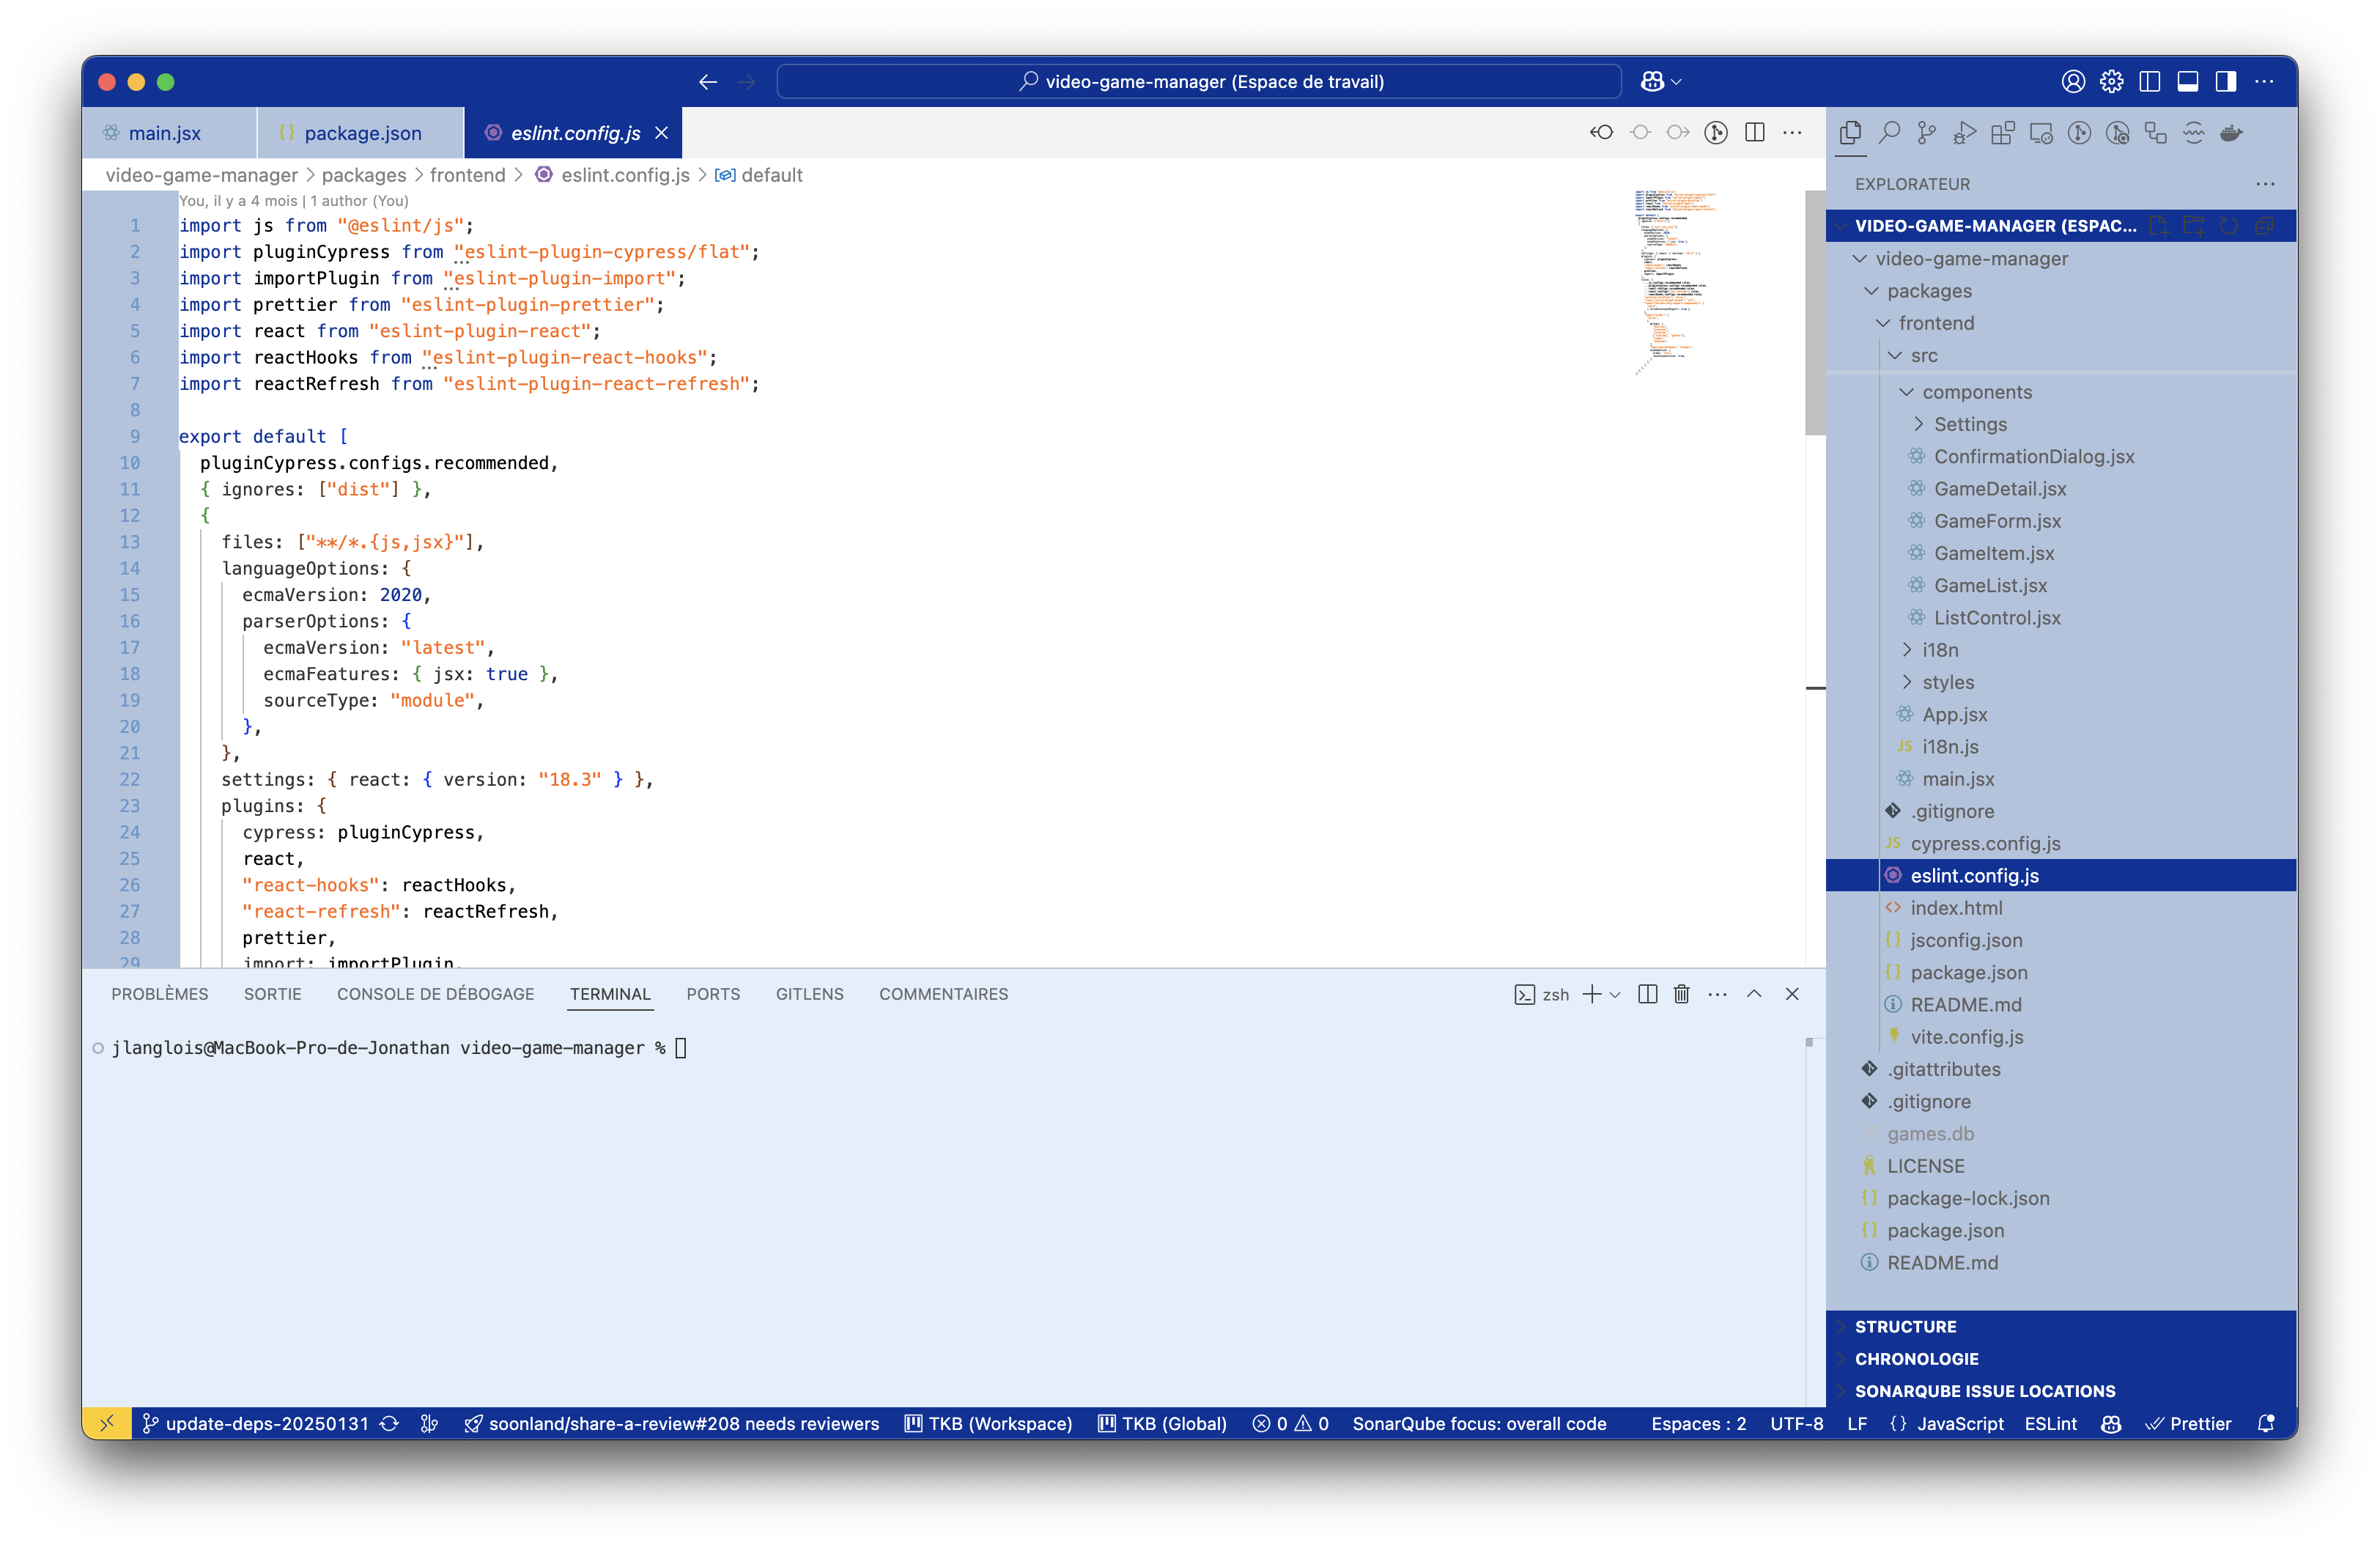 video-game-manager (Espace de travail)
main.jsx
package.json
eslint.config.js
video-game-manager > packages > frontend > eslint.config.js > default
You, il y a 4 mois | 1 author (You)
1 import js from "@eslint/js";
2 import pluginCypress from "eslint-plugin-cypress/flat";
3 import importPlugin from "eslint-plugin-import";
4 import prettier from "eslint-plugin-prettier";
5 import react from "eslint-plugin-react";
6 import reactHooks from "eslint-plugin-react-hooks";
7 import reactRefresh from "eslint-plugin-react-refresh";
8
9 export default [
10 pluginCypress.configs.recommended,
11 { ignores: ["dist"] },
12 {
13 files: ["**/*.{js,jsx}"],
14 languageOptions: {
15 ecmaVersion: 2020,
16 parserOptions: {
17 ecmaVersion: "latest",
18 ecmaFeatures: { jsx: true },
19 sourceType: "module",
20 },
21 },
22 settings: { react: { version: "18.3" } },
23 plugins: {
24 cypress: pluginCypress,
25 react,
26 "react-hooks": reactHooks,
27 "react-refresh": reactRefresh,
28 prettier,
29 import: importPlugin,
PROBLÈMES SORTIE CONSOLE DE DÉBOGAGE TERMINAL PORTS GITLENS COMMENTAIRES
zsh
jlanglois@MacBook-Pro-de-Jonathan video-game-manager %
EXPLORATEUR
VIDEO-GAME-MANAGER (ESPAC...
video-game-manager
packages
frontend
src
components
Settings
ConfirmationDialog.jsx
GameDetail.jsx
GameForm.jsx
GameItem.jsx
GameList.jsx
ListControl.jsx
i18n
styles
App.jsx
JS i18n.js
main.jsx
.gitignore
JS cypress.config.js
eslint.config.js
index.html
jsconfig.json
package.json
README.md
vite.config.js
.gitattributes
.gitignore
games.db
LICENSE
package-lock.json
package.json
README.md
STRUCTURE
CHRONOLOGIE
SONARQUBE ISSUE LOCATIONS
update-deps-20250131 soonland/share-a-review#208 needs reviewers TKB (Workspace) TKB (Global) 0 0 SonarQube focus: overall code Espaces : 2 UTF-8 LF {} JavaScript ESLint Prettier